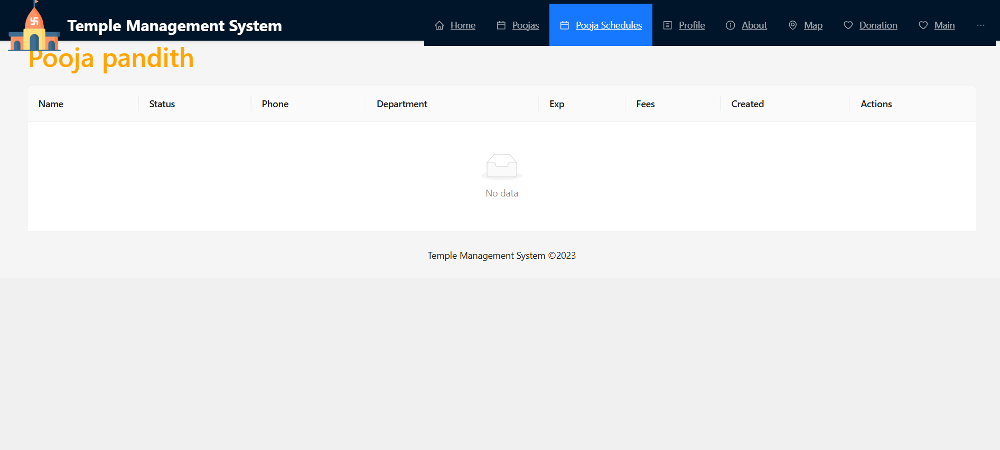 Temple Management System
Home Poojas Pooja Schedules Profile About Map Donation Main ···
Pooja pandith
Name Status Phone Department Exp Fees Created Actions
No data
Temple Management System ©2023